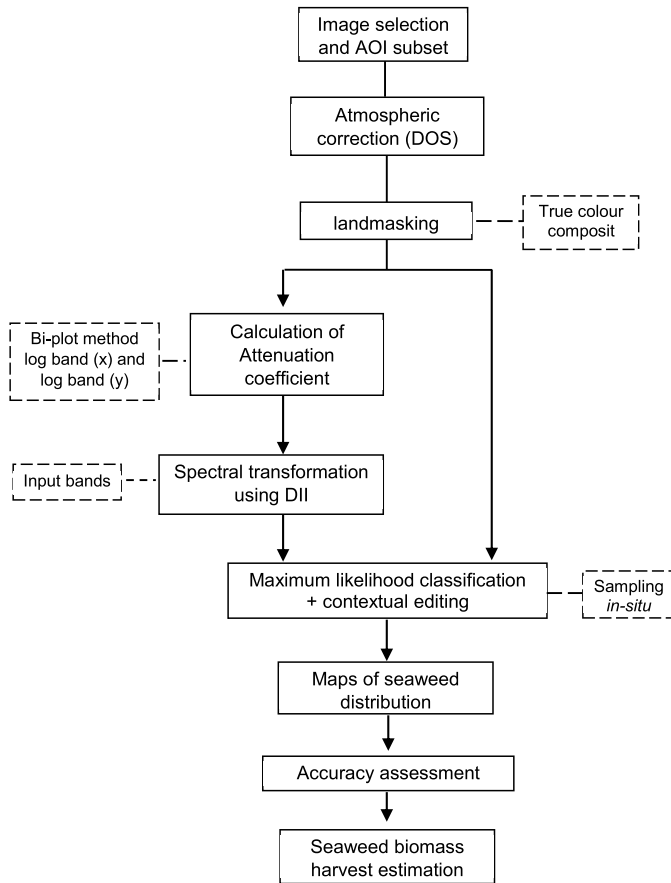 Image selection
and AOI subset
Atmospheric
correction (DOS)
landmasking
True colour
composit
Bi-plot method
log band (x) and
log band (y)
Calculation of
Attenuation
coefficient
Input bands
Spectral transformation
using DII
Maximum likelihood classification
+ contextual editing
Sampling
in-situ
Maps of seaweed
distribution
Accuracy assessment
Seaweed biomass
harvest estimation